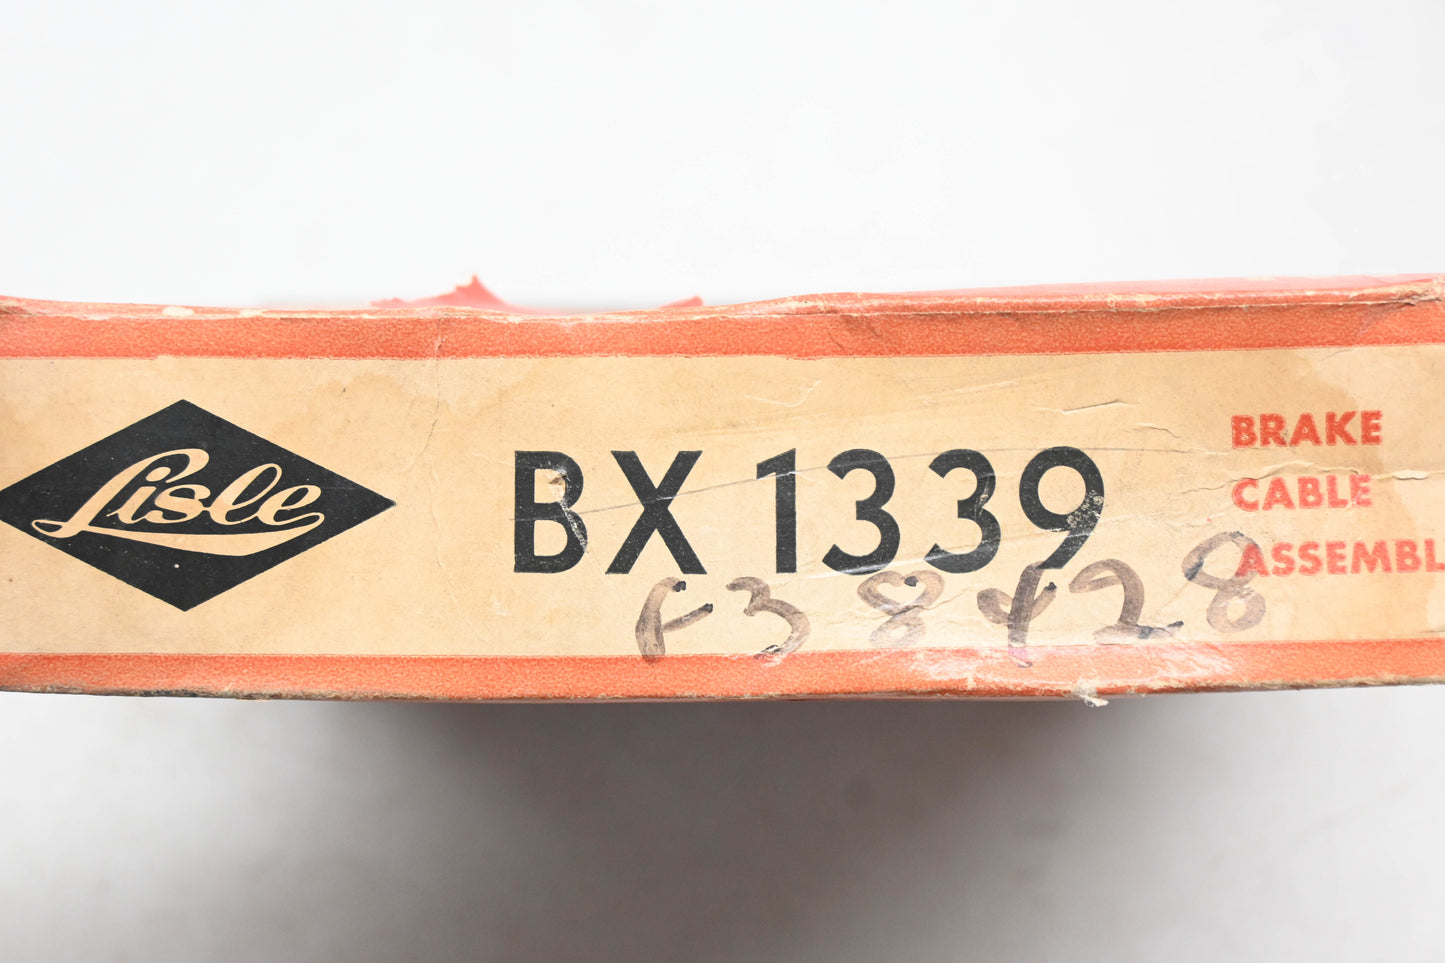 Lisle
BX 1339
BRAKE
CABLE
ASSEMBL
F38428